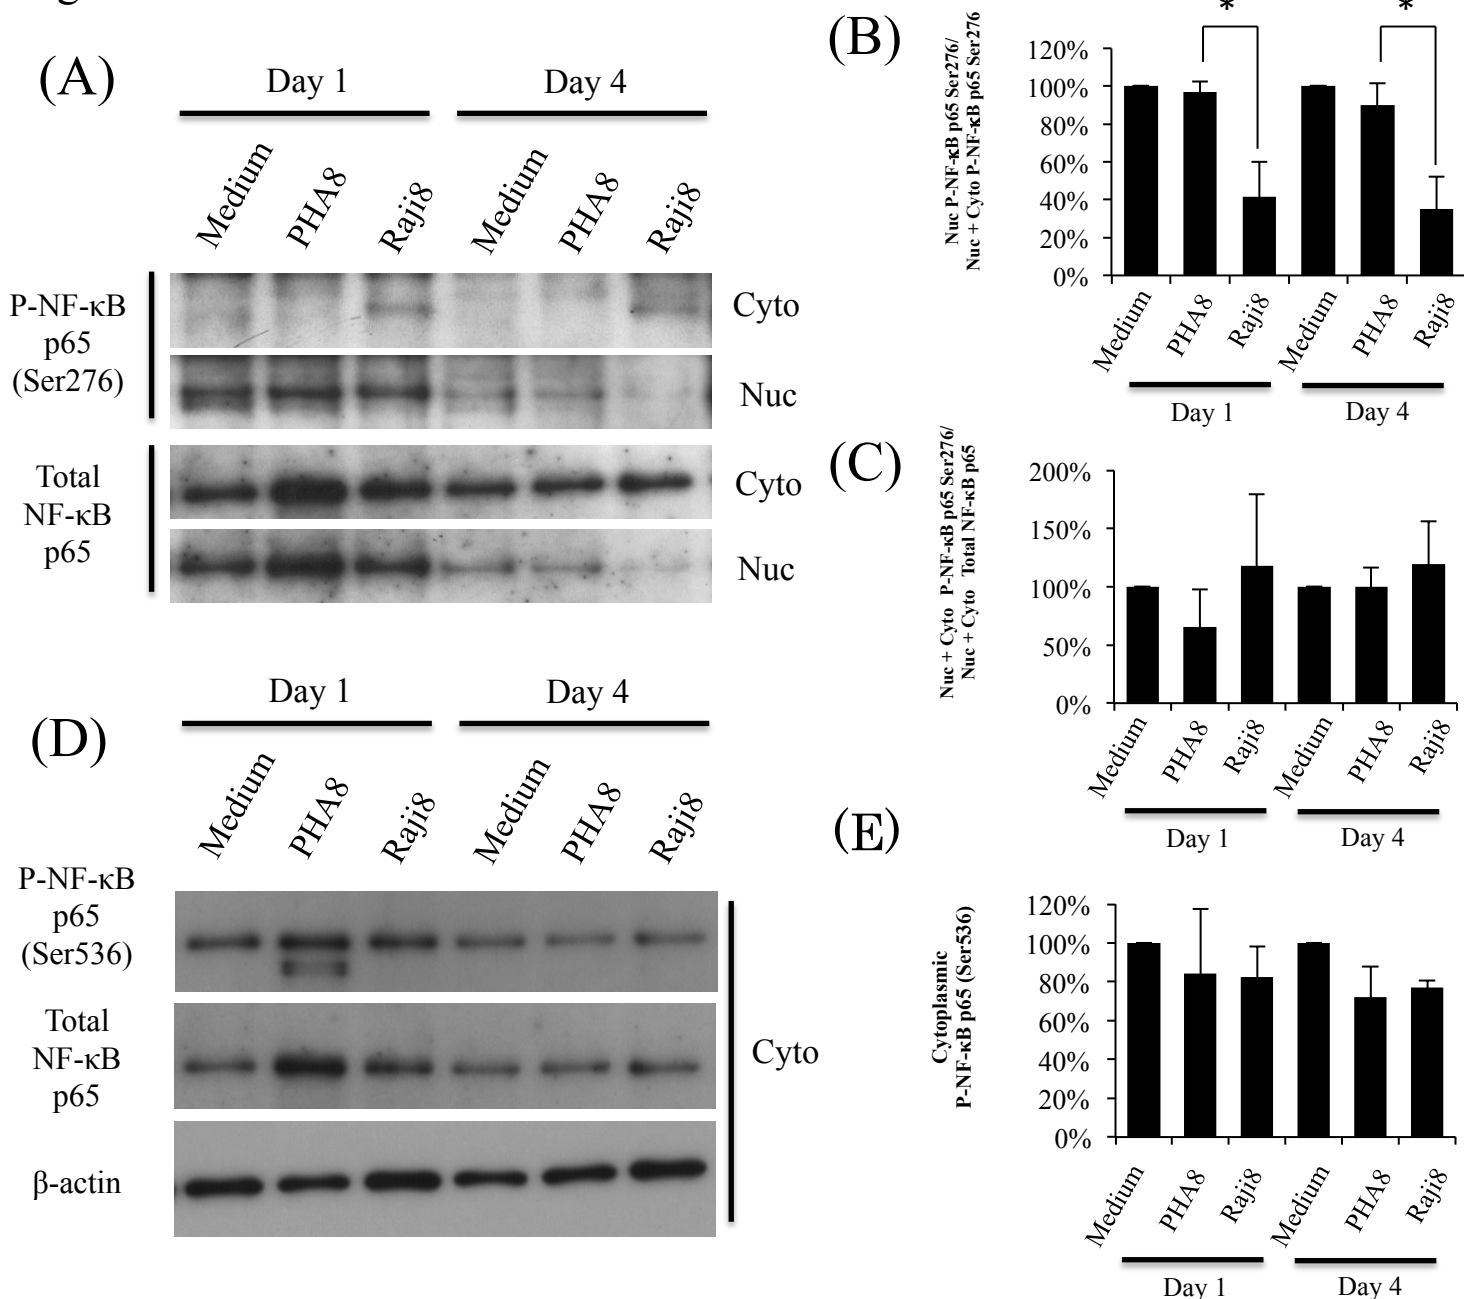 (A)
Day 1
Day 4
Medium
PHA8
Raji8
Medium
PHA8
Raji8
P-NF-κB
p65
(Ser276)
Cyto
Nuc
Total
NF-κB
p65
Cyto
Nuc
(B)
*
*
Nuc P-NF-κB p65 Ser276/
Nuc + Cyto P-NF-κB p65 Ser276
120%
100%
80%
60%
40%
20%
0%
Medium
PHA8
Raji8
Medium
PHA8
Raji8
Day 1
Day 4
(C)
Nuc + Cyto P-NF-κB p65 Ser276/
Nuc + Cyto Total NF-κB p65
200%
150%
100%
50%
0%
Medium
PHA8
Raji8
Medium
PHA8
Raji8
Day 1
Day 4
(D)
Day 1
Day 4
Medium
PHA8
Raji8
Medium
PHA8
Raji8
P-NF-κB
p65
(Ser536)
Total
NF-κB
p65
β-actin
Cyto
(E)
Cytoplasmic
P-NF-κB p65 (Ser536)
120%
100%
80%
60%
40%
20%
0%
Medium
PHA8
Raji8
Medium
PHA8
Raji8
Day 1
Day 4